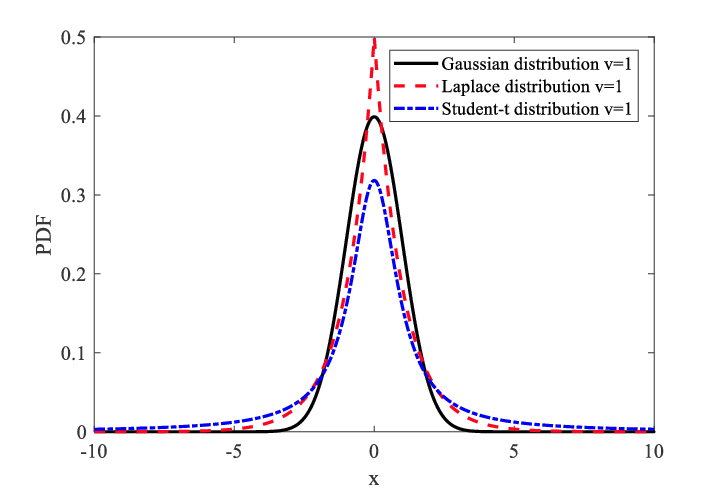 0.5
0.4
0.3
0.2
0.1
0
PDF
-10
-5
0
5
10
x
Gaussian distribution v=1
Laplace distribution v=1
Student-t distribution v=1